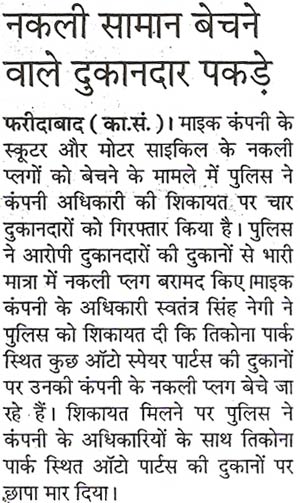 नकली सामान बेचने
वाले दुकानदार पकड़े
फरीदाबाद ( का.सं. )। माइक कंपनी के
स्कूटर और मोटर साइकिल के नकली
प्लगों को बेचने के मामले में पुलिस ने
कंपनी अधिकारी की शिकायत पर चार
दुकानदारों को गिरफ्तार किया है। पुलिस
ने आरोपी दुकानदारों की दुकानों से भारी
मात्रा में नकली प्लग बरामद किए।माइक
कंपनी के अधिकारी स्वतंत्र सिंह नेगी ने
पुलिस को शिकायत दी कि तिकोना पार्क
स्थित कुछ ऑटो स्पेयर पार्टस की दुकानों
पर उनकी कंपनी के नकली प्लग बेचे जा
रहे हैं। शिकायत मिलने पर पुलिस ने
कंपनी के अधिकारियों के साथ तिकोना
पार्क स्थित ऑटो पार्टस की दुकानों पर
छापा मार दिया।